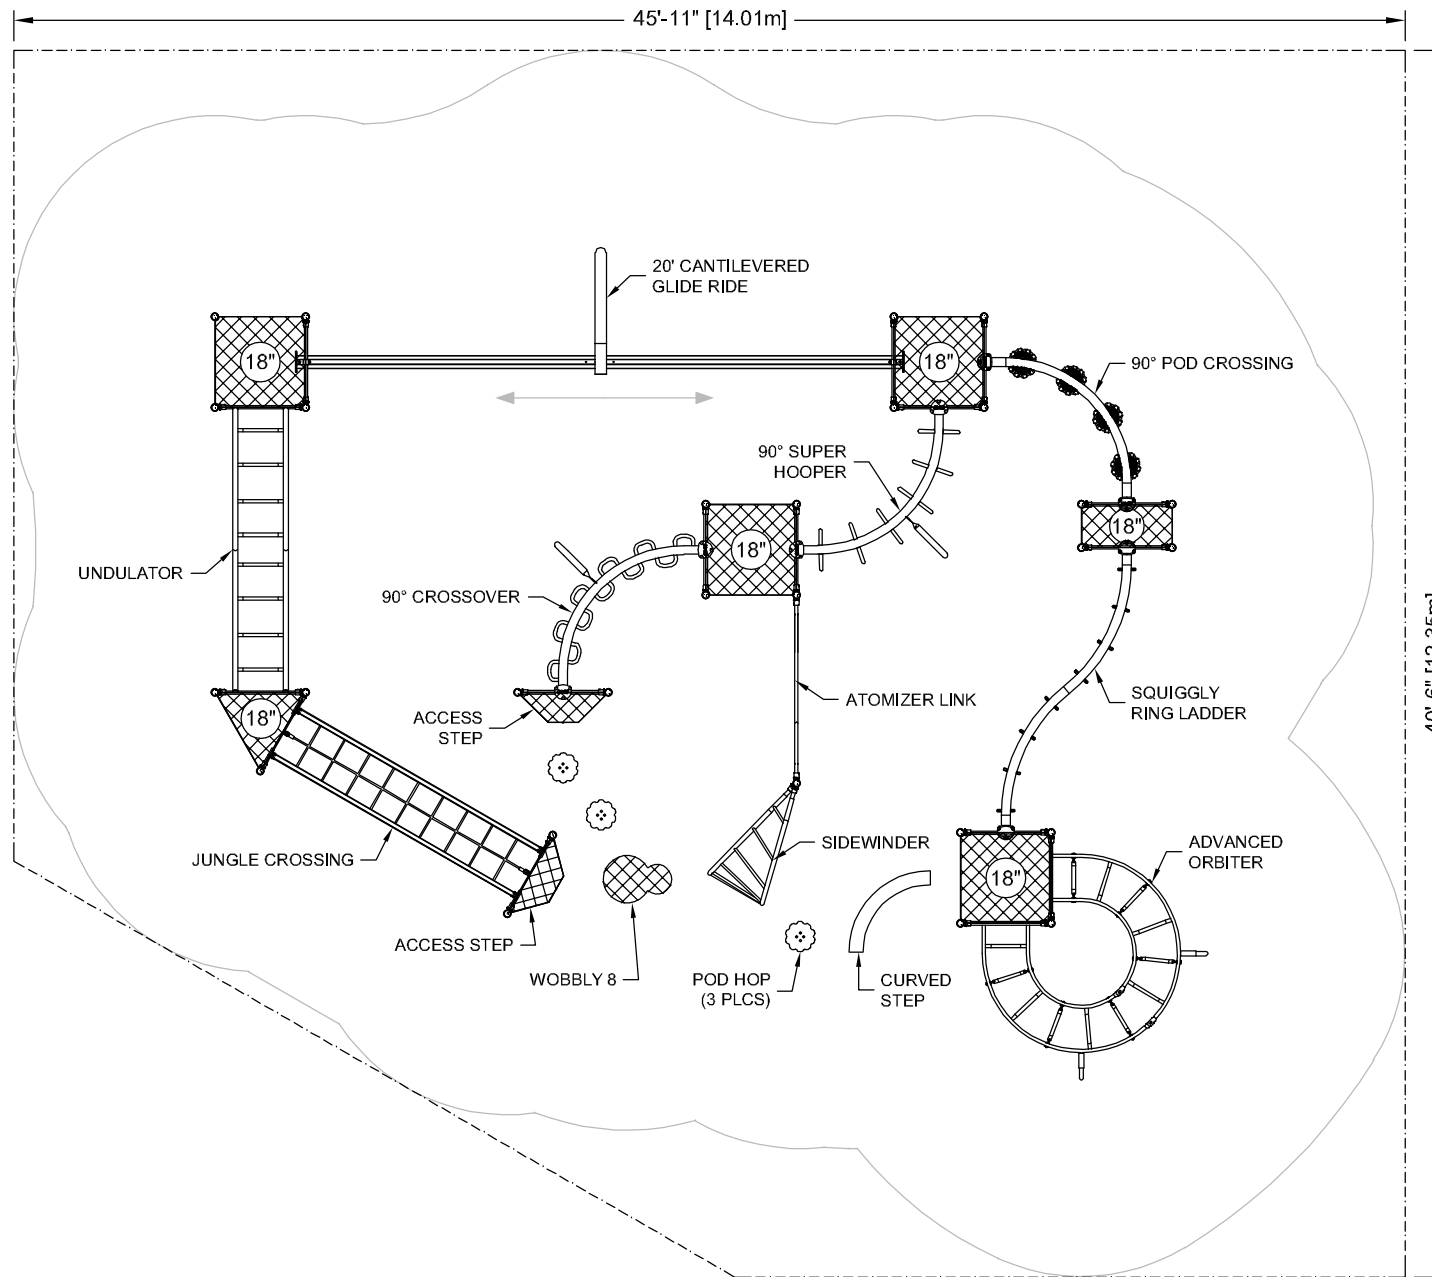 45'-11" [14.01m]
20' CANTILEVERED
GLIDE RIDE
18"
18"
90° POD CROSSING
90° SUPER
HOOPER
18"
18"
UNDULATOR
90° CROSSOVER
ACCESS
STEP
ATOMIZER LINK
SQUIGGLY
RING LADDER
18"
JUNGLE CROSSING
SIDEWINDER
ADVANCED
ORBITER
18"
ACCESS STEP
WOBBLY 8
POD HOP
(3 PLCS)
CURVED
STEP